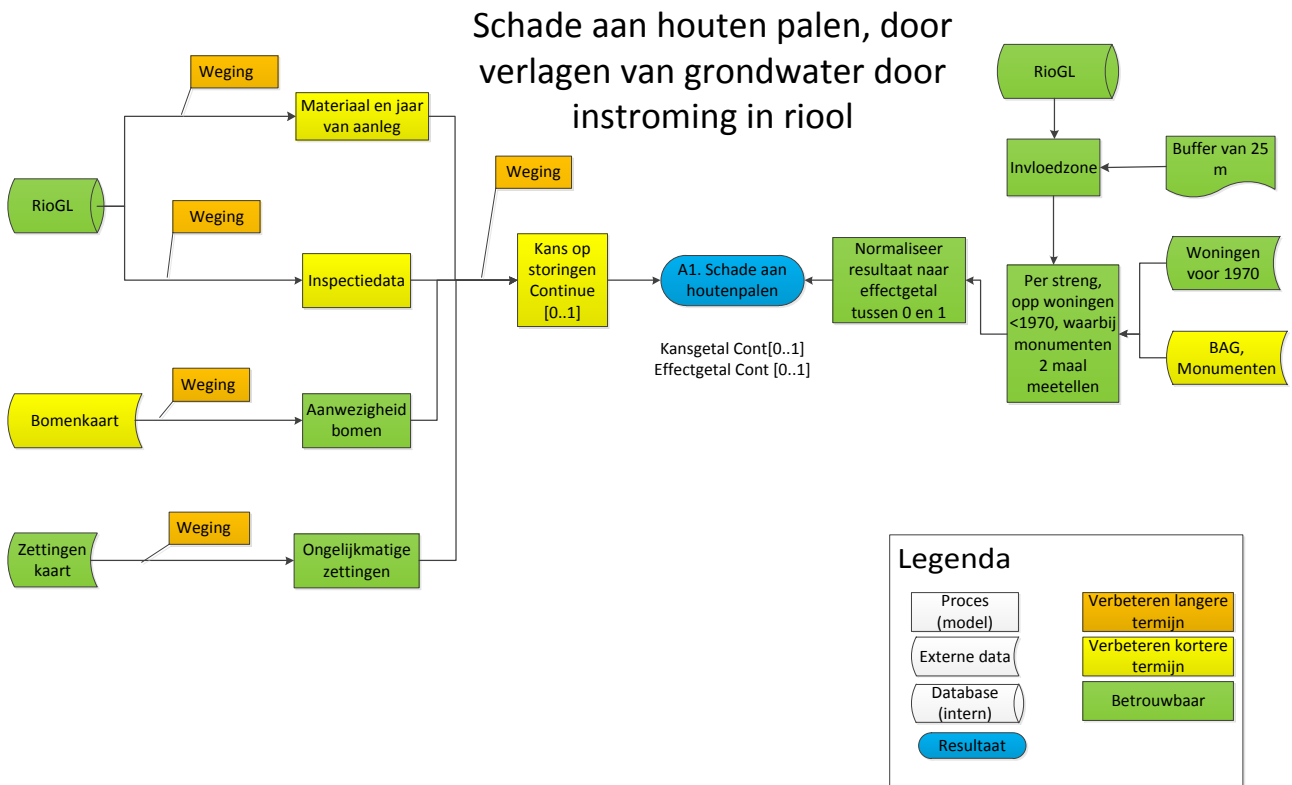 Schade aan houten palen, door
verlagen van grondwater door
instroming in riool
Weging
Materiaal en jaar
van aanleg
RioGL
Weging
Inspectiedata
Weging
Kans op
storingen
Continue
[0..1]
A1. Schade aan
houtenpalen
Kansgetal Cont[0..1]
Effectgetal Cont [0..1]
Bomenkaart
Weging
Aanwezigheid
bomen
Zettingen
kaart
Weging
Ongelijkmatige
zettingen
RioGL
Invloedzone
Buffer van 25
m
Normaliseer
resultaat naar
effectgetal
tussen 0 en 1
Per streng,
opp woningen
<1970, waarbij
monumenten
2 maal
meetellen
Woningen
voor 1970
BAG,
Monumenten
Legenda
Proces
(model)
Externe data
Database
(intern)
Resultaat
Verbeteren langere
termijn
Verbeteren kortere
termijn
Betrouwbaar